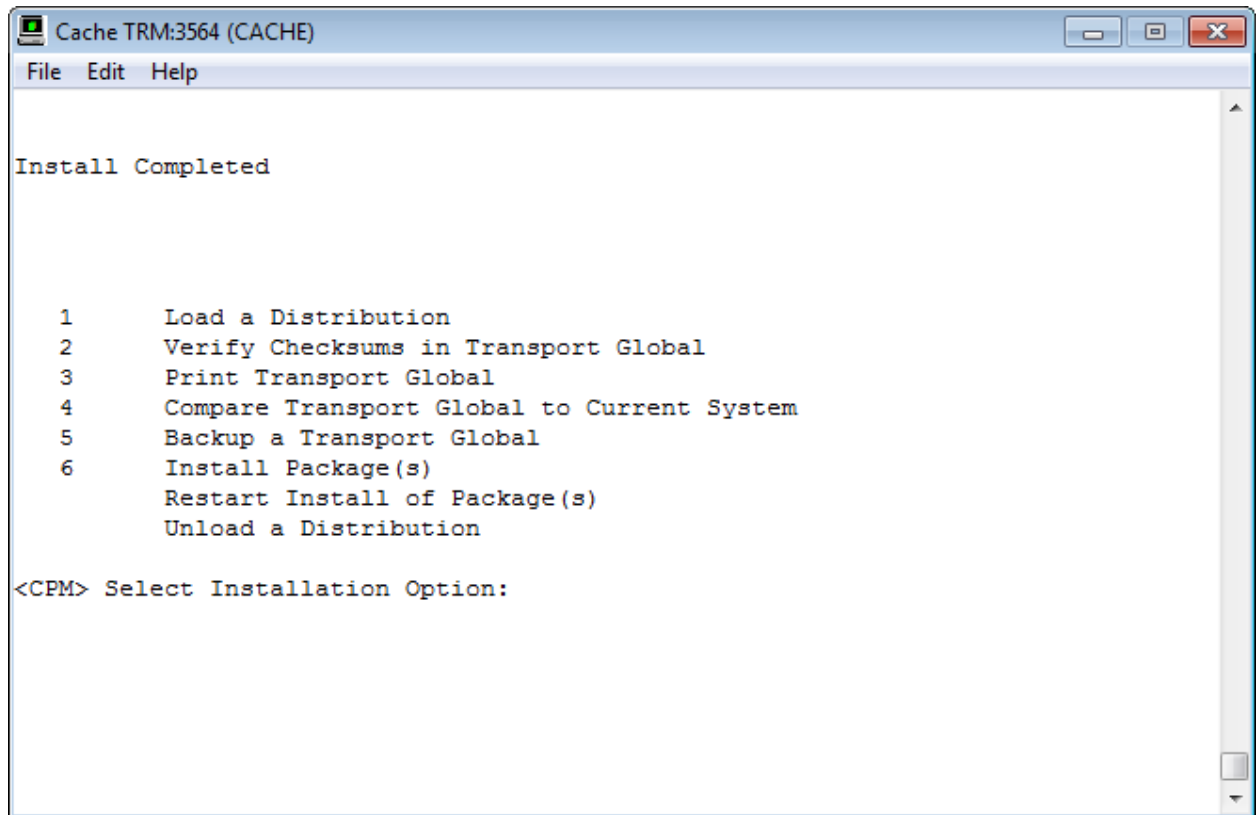 Cache TRM:3564 (CACHE)
File Edit Help
Install Completed
1 Load a Distribution
2 Verify Checksums in Transport Global
3 Print Transport Global
4 Compare Transport Global to Current System
5 Backup a Transport Global
6 Install Package(s)
Restart Install of Package(s)
Unload a Distribution
<CPM> Select Installation Option: